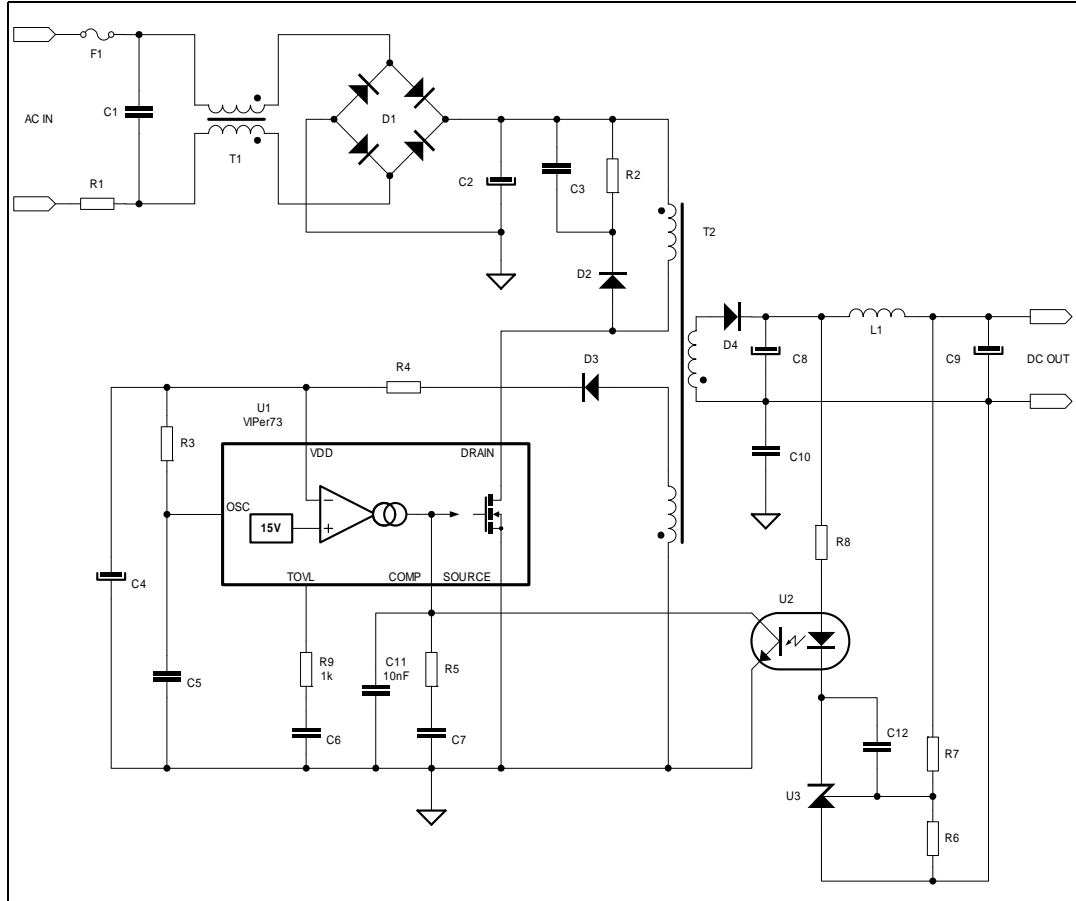 F1
C1
AC IN
T1
D1
R1
C2
C3
R2
T2
D2
D3
D4
L1
C8
C9
DC OUT
R4
U1
VIPer73
R3
VDD
DRAIN
C10
OSC
15V
−
+
R8
TOVL
COMP
SOURCE
C4
U2
R9
1k
C11
10nF
R5
C5
C6
C7
C12
R7
U3
R6